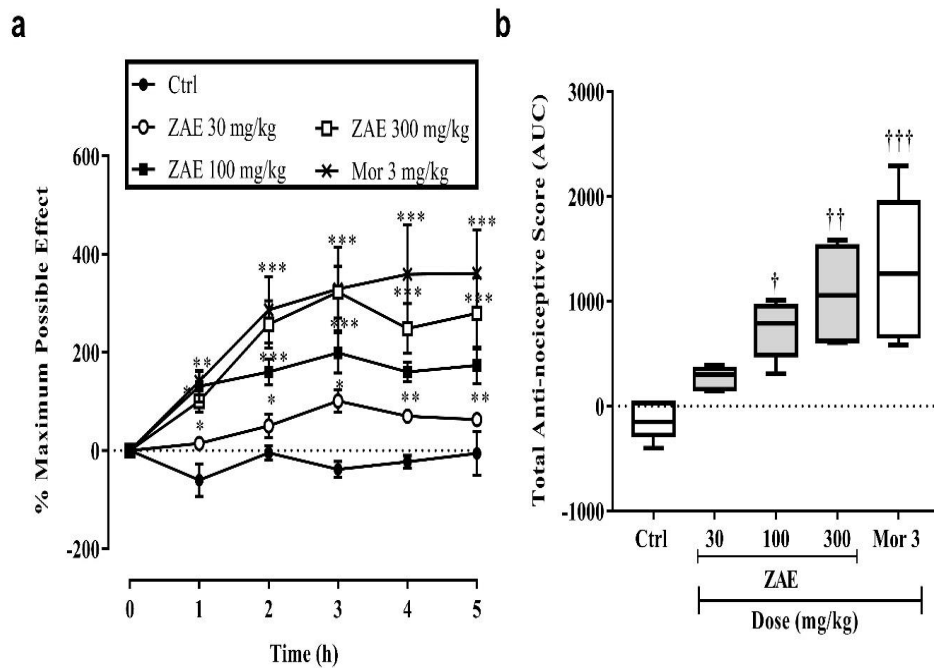 a
Ctrl
ZAE 30 mg/kg
ZAE 300 mg/kg
ZAE 100 mg/kg
Mor 3 mg/kg
% Maximum Possible Effect
600
400
200
0
-200
***
***
***
***
***
***
***
***
**
*
*
*
*
**
**
0 1 2 3 4 5
Time (h)
b
Total Anti-nociceptive Score (AUC)
3000
2000
1000
0
-1000
†
††
†††
Ctrl 30 100 300 Mor 3
ZAE
Dose (mg/kg)